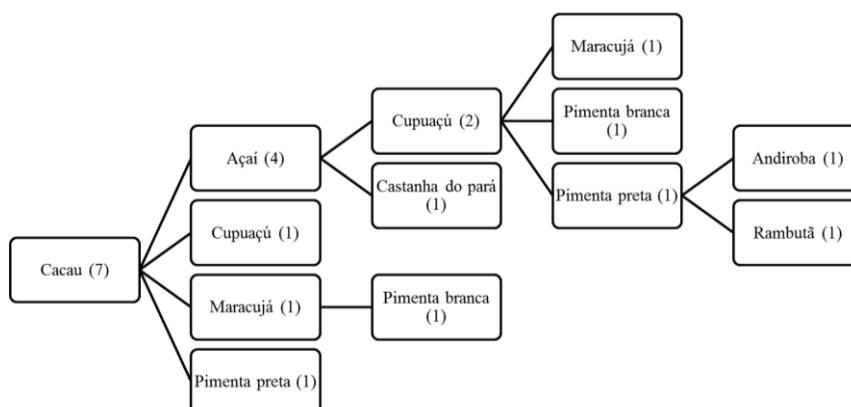 Maracujá (1)
Cupuaçú (2)
Pimenta branca
(1)
Açaí (4)
Andiroba (1)
Castanha do pará
(1)
Pimenta preta (1)
Cupuaçú (1)
Rambutã (1)
Cacau (7)
Maracujá (1)
Pimenta branca
(1)
Pimenta preta (1)